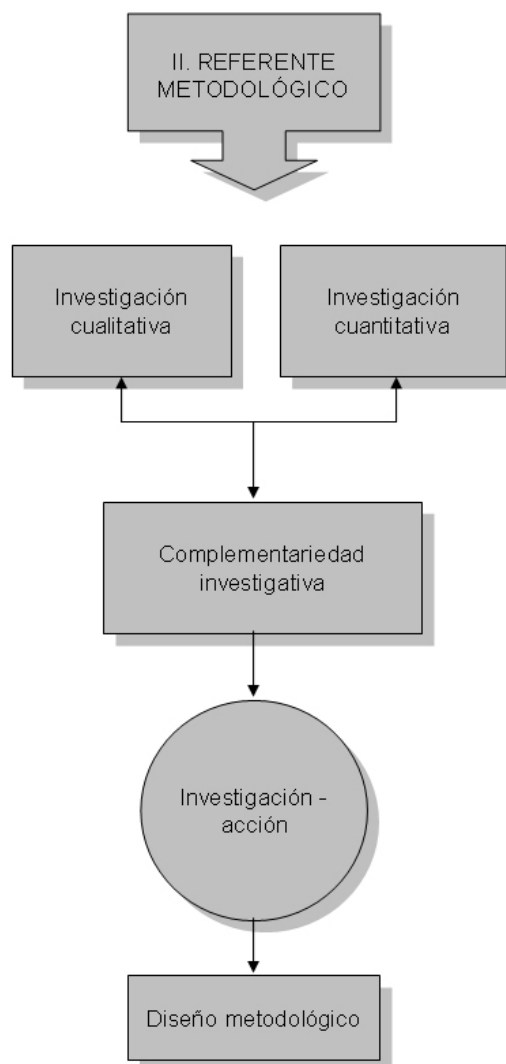 II. REFERENTE
METODOLÓGICO
Investigación
cualitativa
Investigación
cuantitativa
Complementariedad
investigativa
Investigación -
acción
Diseño metodológico